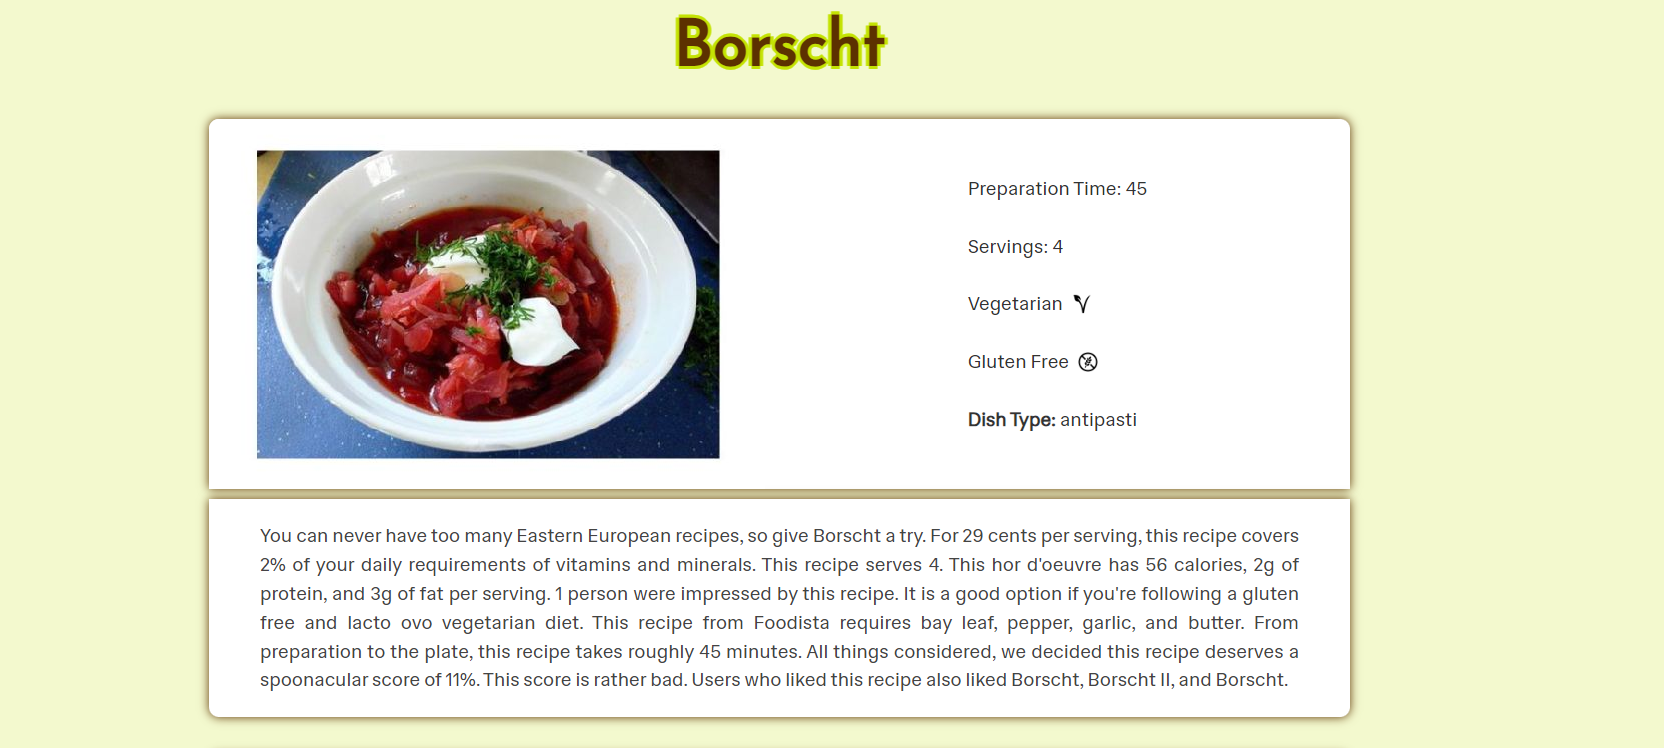 Borscht
Preparation Time: 45
Servings: 4
Vegetarian
Gluten Free
Dish Type: antipasti
You can never have too many Eastern European recipes, so give Borscht a try. For 29 cents per serving, this recipe covers
2% of your daily requirements of vitamins and minerals. This recipe serves 4. This hor d'oeuvre has 56 calories, 2g of
protein, and 3g of fat per serving. 1 person were impressed by this recipe. It is a good option if you're following a gluten
free and lacto ovo vegetarian diet. This recipe from Foodista requires bay leaf, pepper, garlic, and butter. From
preparation to the plate, this recipe takes roughly 45 minutes. All things considered, we decided this recipe deserves a
spoonacular score of 11%. This score is rather bad. Users who liked this recipe also liked Borscht, Borscht II, and Borscht.